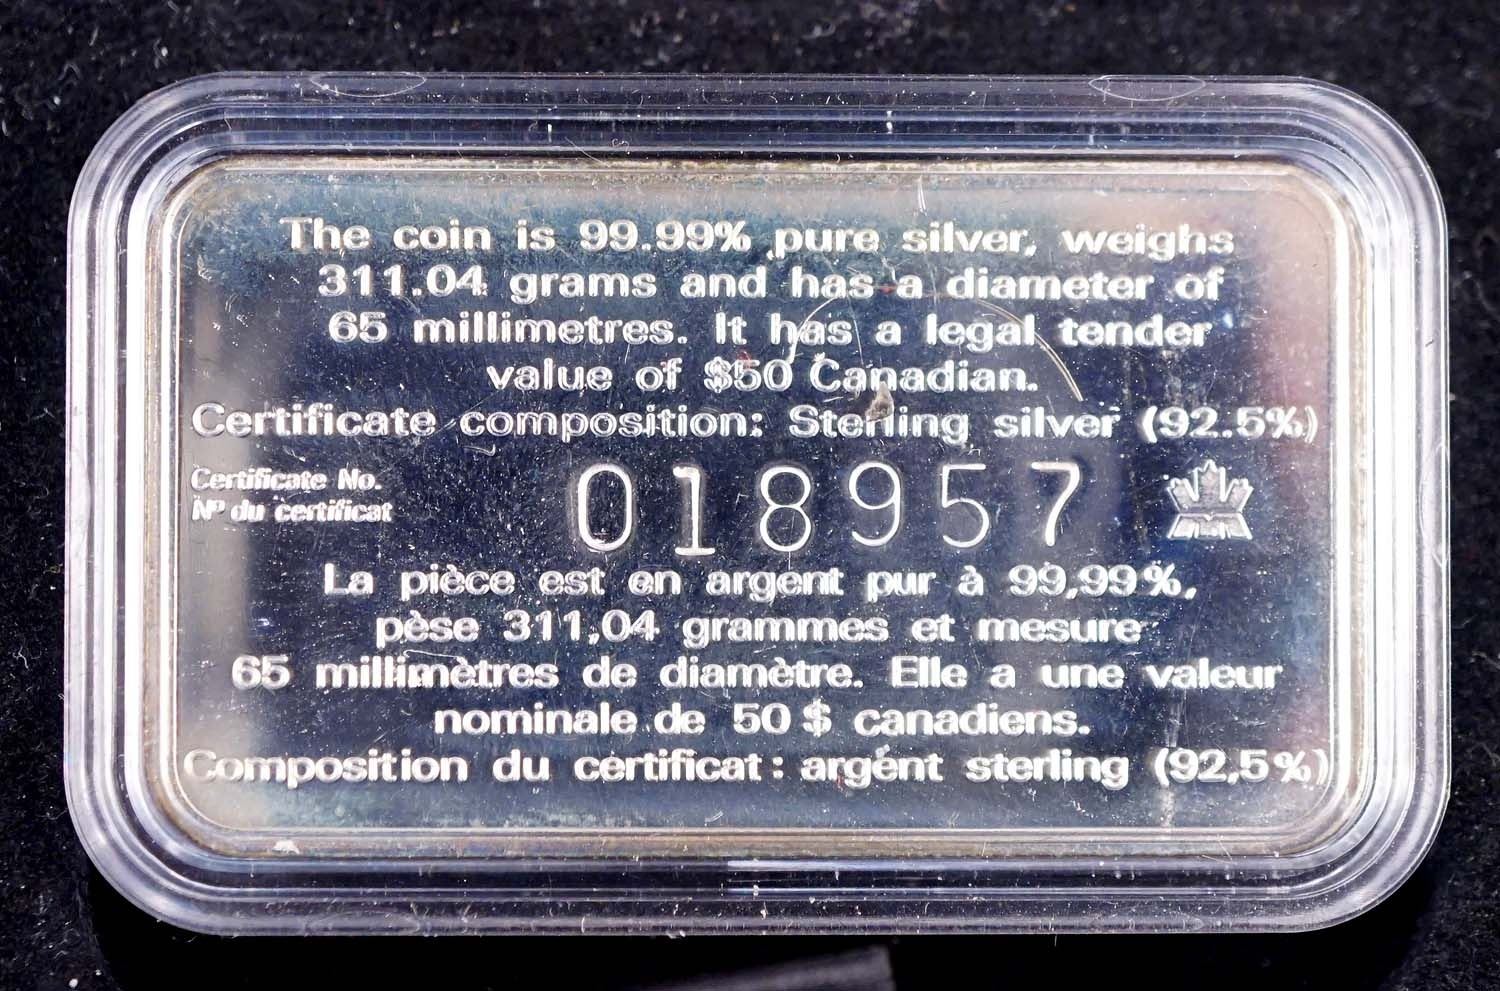 The coin is 99.99% pure silver, weighs
311.04 grams and has a diameter of
65 millimetres. It has a legal tender
value of $50 Canadian.
Certificate composition: Sterling silver (92.5%)
Certificate No.
Nº du certificat
018957
La pièce est en argent pur à 99,99%,
pèse 311,04 grammes et mesure
65 millimètres de diamètre. Elle a une valeur
nominale de 50 $ canadiens.
Composition du certificat : argent sterling (92,5%)